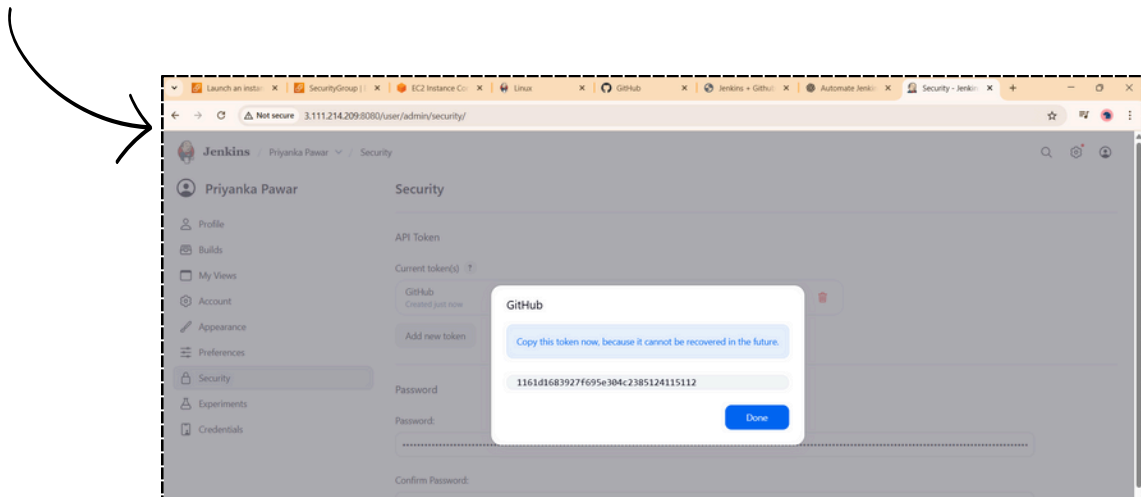 Launch an instan
SecurityGroup |
EC2 Instance Co
Linux
GitHub
Jenkins + Github
Automate Jenki
Security - Jenkin
Not secure 3.111.214.209:8080/user/admin/security/
Jenkins / Priyanka Pawar / Security
Priyanka Pawar
Profile
Builds
My Views
Account
Appearance
Preferences
Security
Experiments
Credentials
Security
API Token
Current token(s) ?
GitHub
Created just now
Add new token
GitHub
Copy this token now, because it cannot be recovered in the future.
1161d1683927f695e304c2385124115112
Done
Password
Password:
Confirm Password: